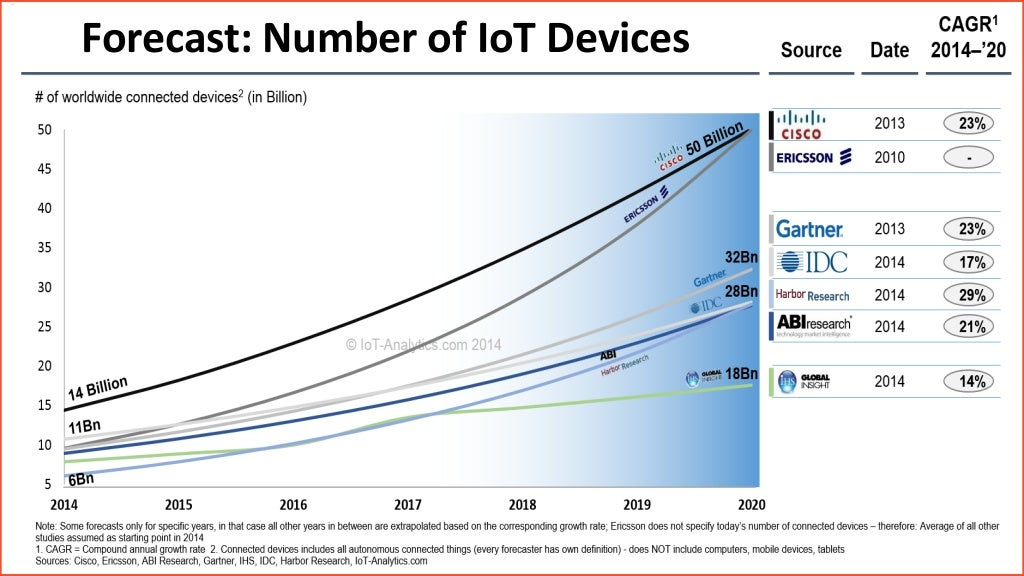 Forecast: Number of IoT Devices
Source
Date
CAGR1
2014–'20
# of worldwide connected devices2 (in Billion)
50
45
40
35
30
25
20
15
10
5
14 Billion
11Bn
6Bn
© IoT-Analytics.com 2014
CISCO
50 Billion
ERICSSON
Gartner
32Bn
IDC
28Bn
ABI
Harbor Research
IHS GLOBAL INSIGHT
18Bn
2014
2015
2016
2017
2018
2019
2020
CISCO 2013 23%
ERICSSON 2010 -
Gartner 2013 23%
IDC 2014 17%
Harbor Research 2014 29%
ABIresearch 2014 21%
technology market intelligence
IHS GLOBAL INSIGHT 2014 14%
Note: Some forecasts only for specific years, in that case all other years in between are extrapolated based on the corresponding growth rate; Ericsson does not specify today's number of connected devices – therefore: Average of all other
studies assumed as starting point in 2014
1. CAGR = Compound annual growth rate 2. Connected devices includes all autonomous connected things (every forecaster has own definition) - does NOT include computers, mobile devices, tablets
Sources: Cisco, Ericsson, ABI Research, Gartner, IHS, IDC, Harbor Research, IoT-Analytics.com